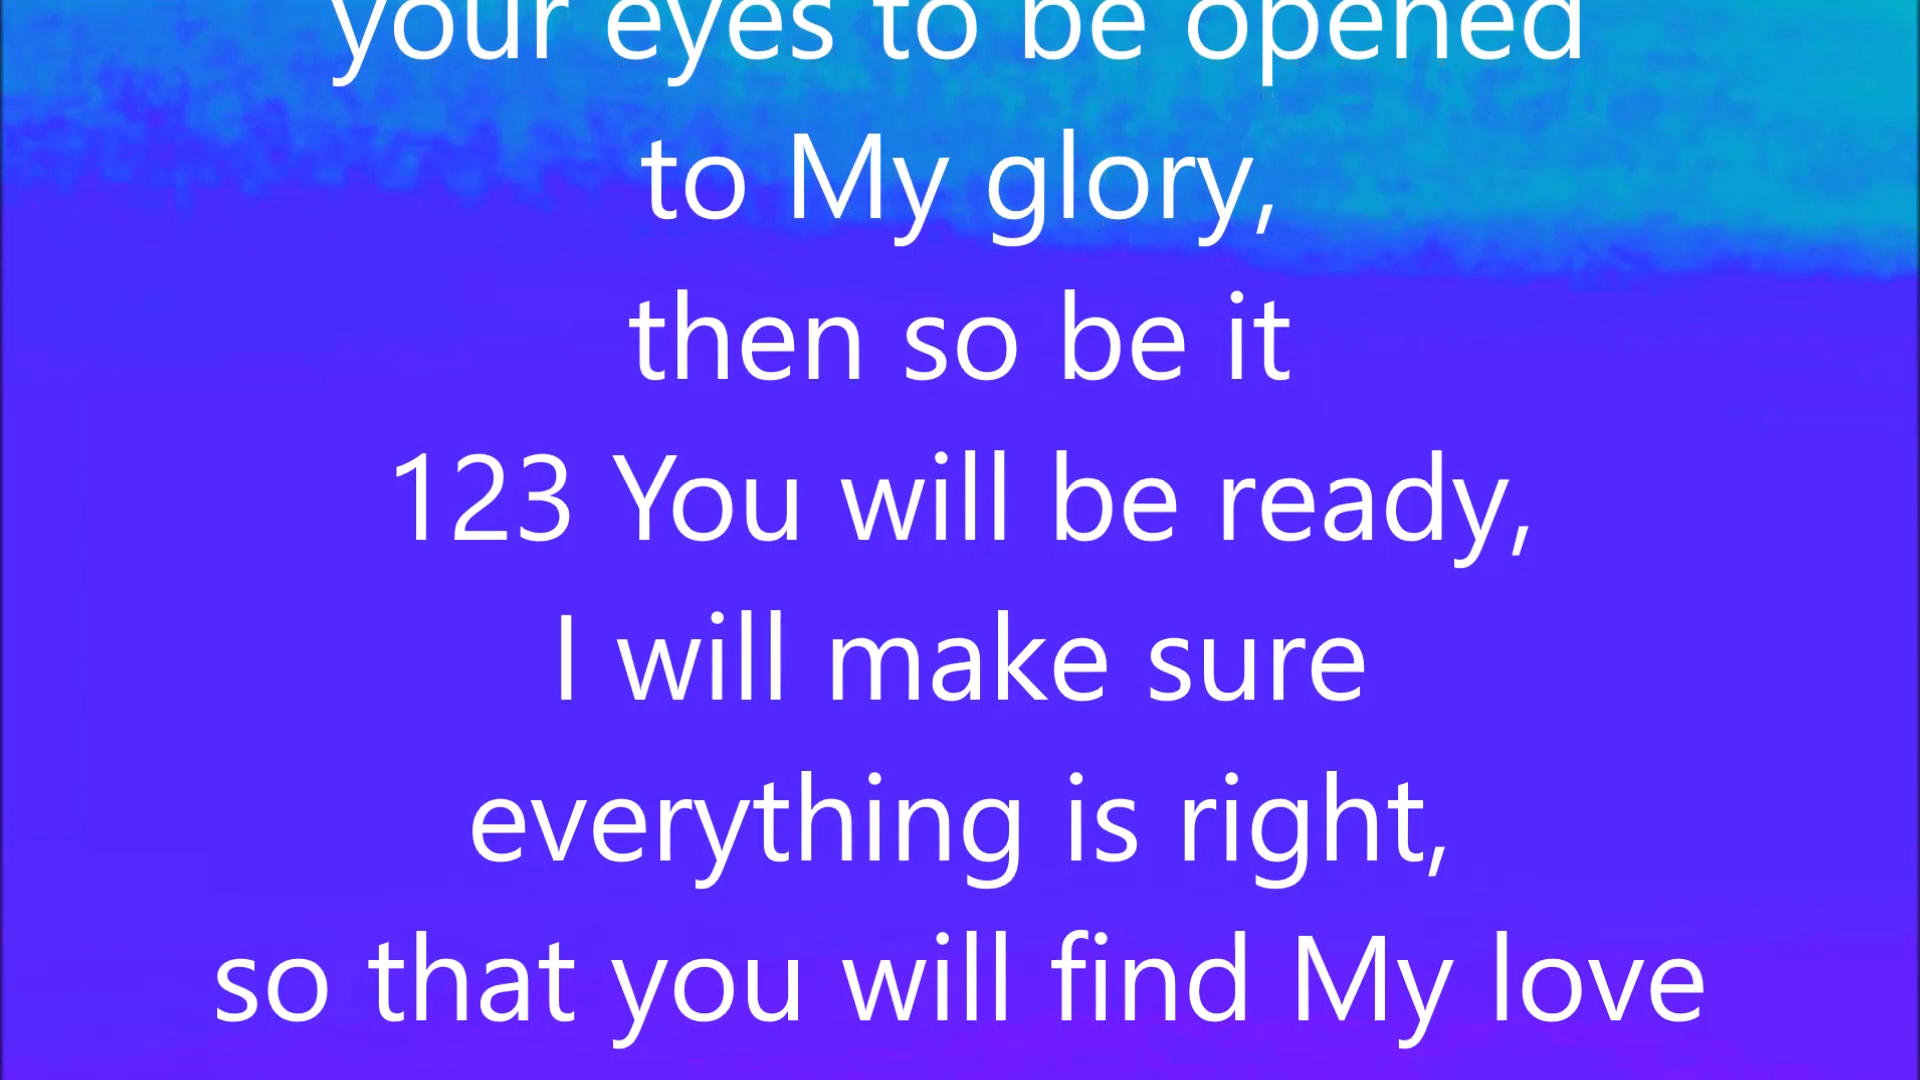 your eyes to be opened
to My glory,
then so be it
123 You will be ready,
I will make sure
everything is right,
so that you will find My love